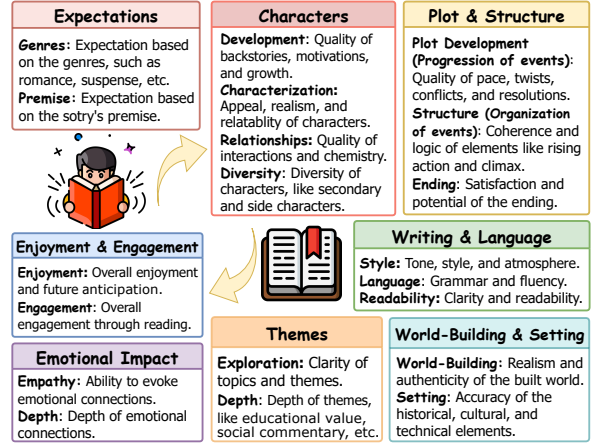 Expectations
Genres: Expectation based
on the genres, such as
romance, suspense, etc.
Premise: Expectation based
on the sotry's premise.
Characters
Development: Quality of
backstories, motivations,
and growth.
Characterization:
Appeal, realism, and
relatablity of characters.
Relationships: Quality of
interactions and chemistry.
Diversity: Diversity of
characters, like secondary
and side characters.
Plot & Structure
Plot Development
(Progression of events):
Quality of pace, twists,
conflicts, and resolutions.
Structure (Organization
of events): Coherence and
logic of elements like rising
action and climax.
Ending: Satisfaction and
potential of the ending.
Enjoyment & Engagement
Enjoyment: Overall enjoyment
and future anticipation.
Engagement: Overall
engagement through reading.
Writing & Language
Style: Tone, style, and atmosphere.
Language: Grammar and fluency.
Readability: Clarity and readability.
Emotional Impact
Empathy: Ability to evoke
emotional connections.
Depth: Depth of emotional
connections.
Themes
Exploration: Clarity of
topics and themes.
Depth: Depth of themes,
like educational value,
social commentary, etc.
World-Building & Setting
World-Building: Realism and
authenticity of the built world.
Setting: Accuracy of the
historical, cultural, and
technical elements.